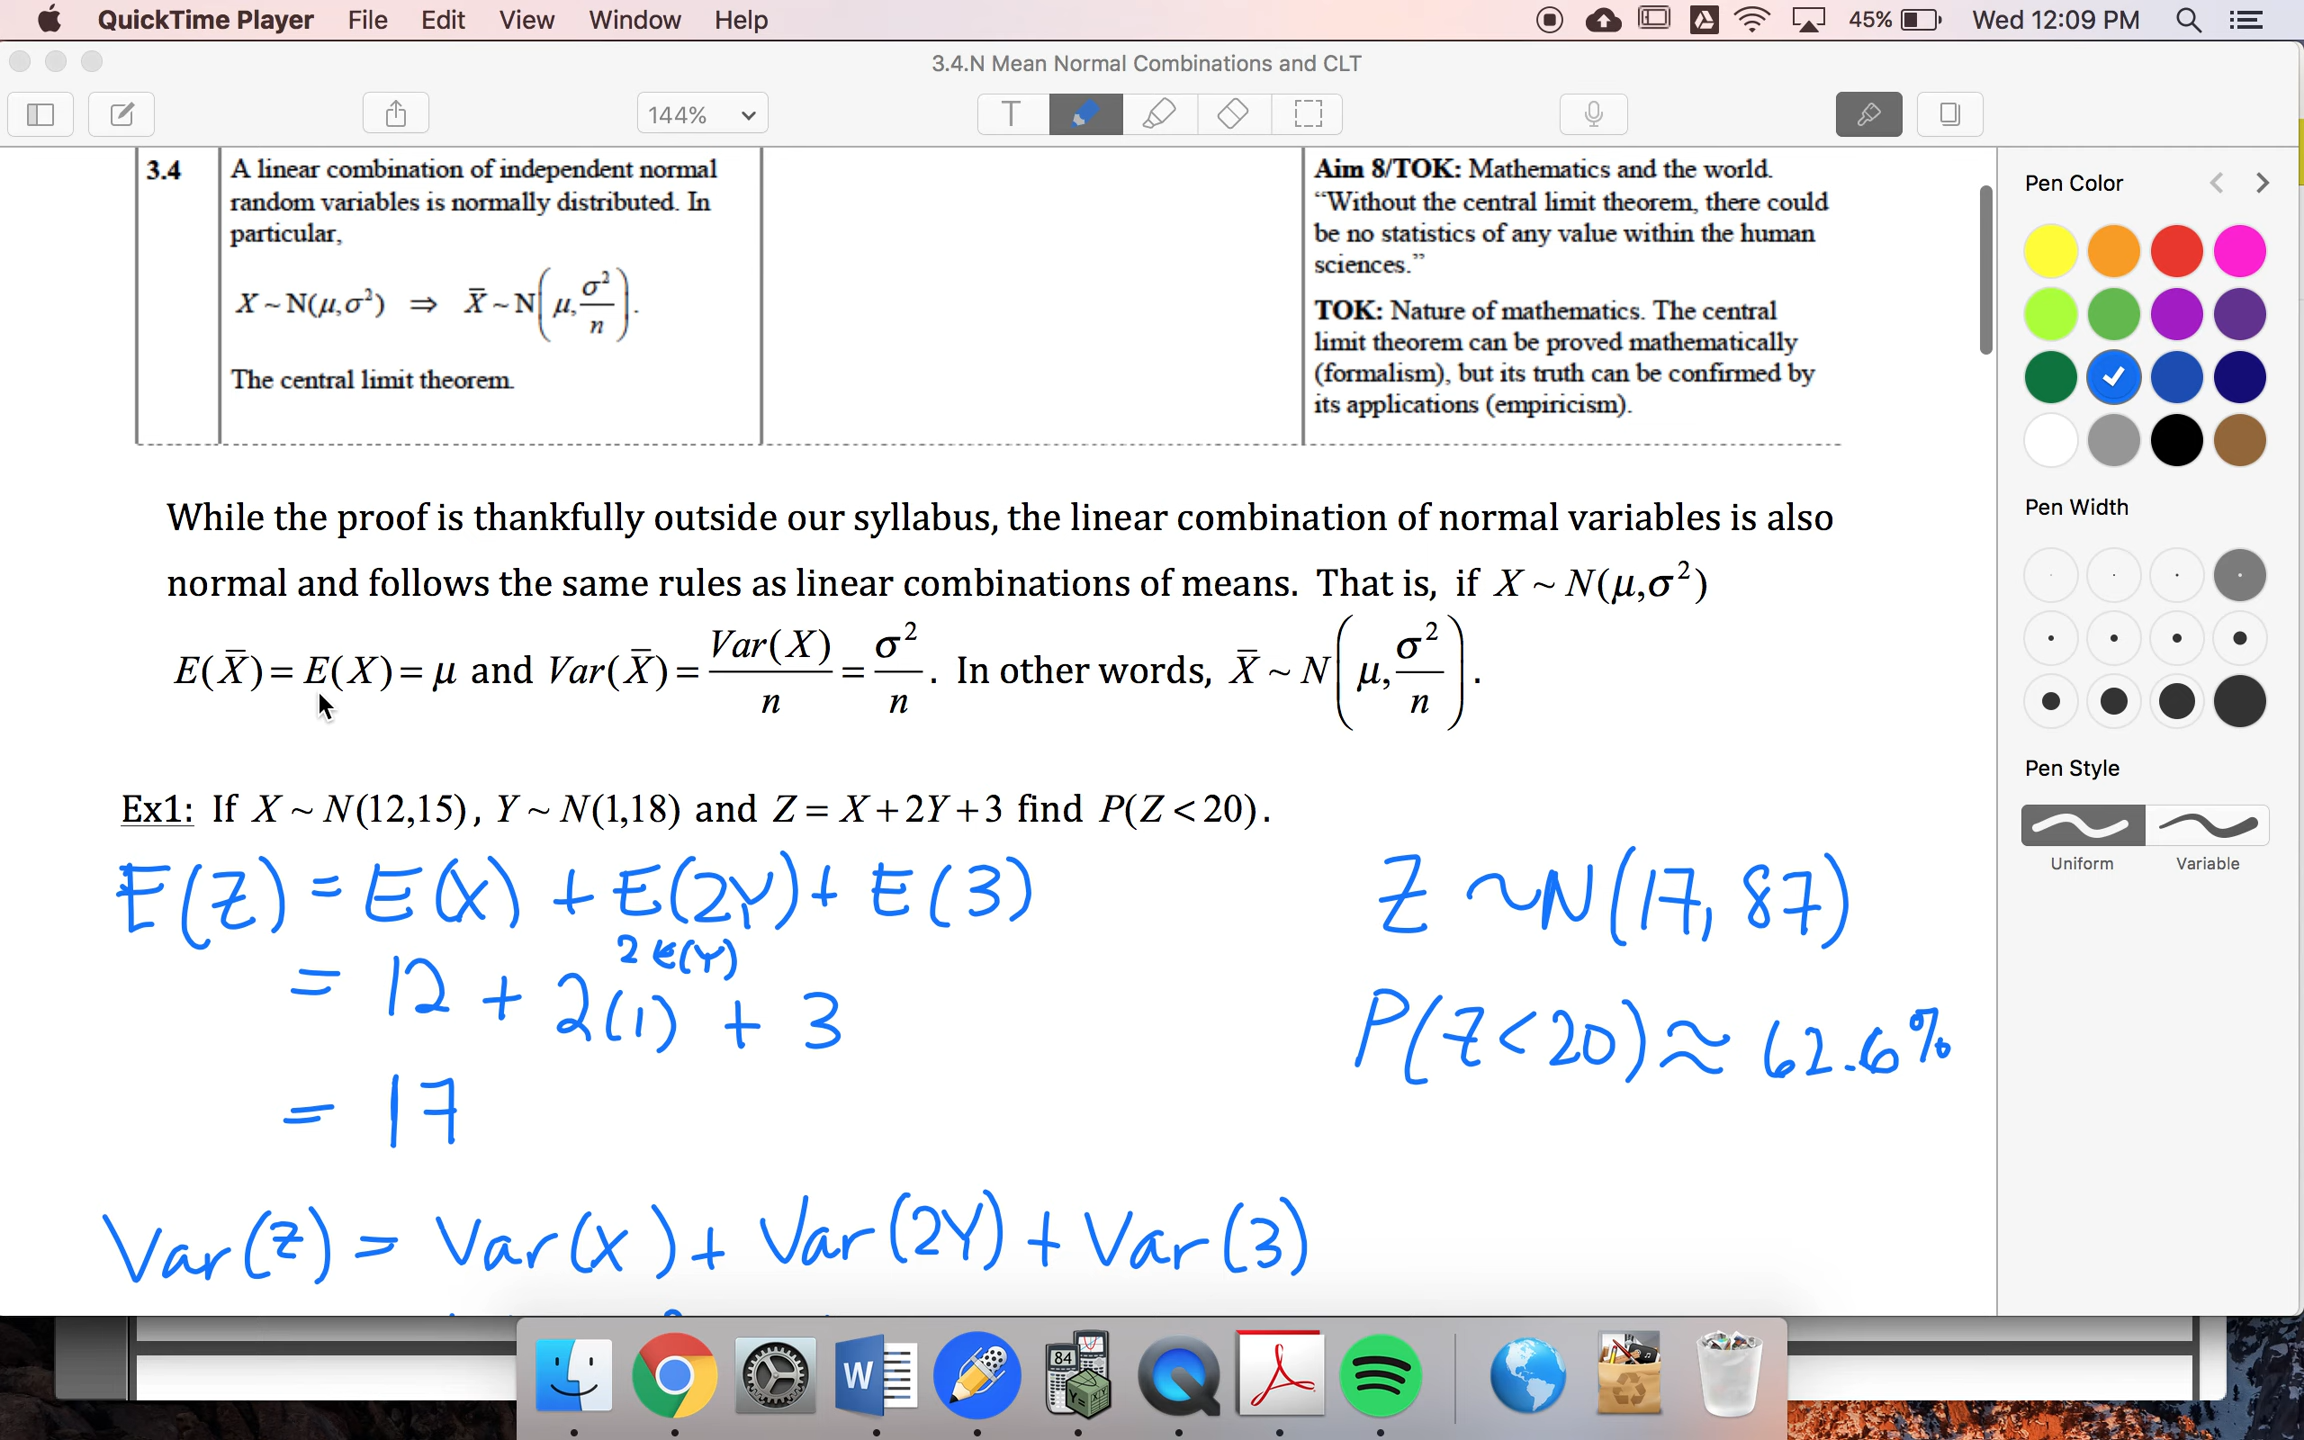 QuickTime Player File Edit View Window Help 45% Wed 12:09 PM
3.4.N Mean Normal Combinations and CLT
144% T
3.4
A linear combination of independent normal
random variables is normally distributed. In
particular,
X ~ N(μ,σ²) ⇒ X̄ ~ N(μ, σ²/n).
The central limit theorem.
Aim 8/TOK: Mathematics and the world.
“Without the central limit theorem, there could
be no statistics of any value within the human
sciences.”
TOK: Nature of mathematics. The central
limit theorem can be proved mathematically
(formalism), but its truth can be confirmed by
its applications (empiricism).
While the proof is thankfully outside our syllabus, the linear combination of normal variables is also
normal and follows the same rules as linear combinations of means. That is, if X ~ N(μ,σ²)
E(X̄) = E(X) = μ and Var(X̄) = Var(X)/n = σ²/n. In other words, X̄ ~ N(μ, σ²/n).
Ex1: If X ~ N(12,15), Y ~ N(1,18) and Z = X+2Y+3 find P(Z<20).
E(Z) = E(X) + E(2Y) + E(3)
2E(Y)
= 12 + 2(1) + 3
= 17
Z ~N(17, 87)
P(Z<20) ≈ 62.6%
Var(Z) = Var(X) + Var(2Y) + Var(3)
Pen Color
Pen Width
Pen Style
Uniform Variable
W
84
Y= X,Y